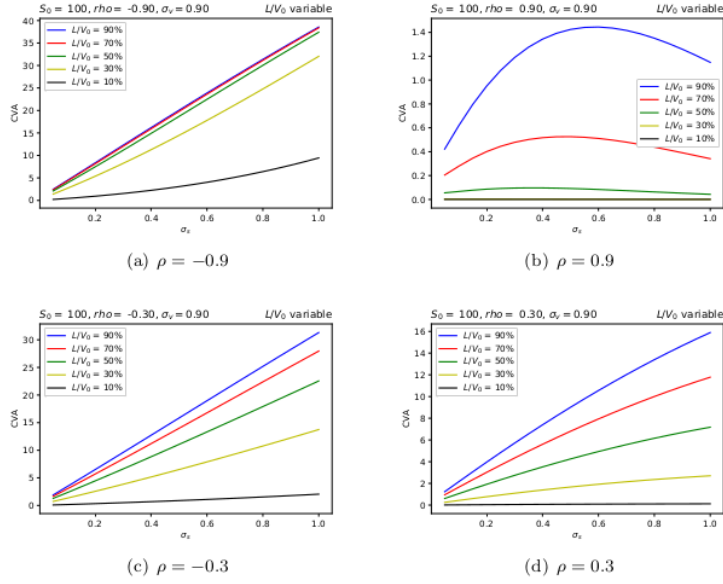 S₀ = 100, rho = -0.90, σᵥ = 0.90 L/V₀ variable
L/V₀ = 90%
L/V₀ = 70%
L/V₀ = 50%
L/V₀ = 30%
L/V₀ = 10%
40
35
30
25
20
15
10
5
0
CVA
0.2 0.4 0.6 0.8 1.0
σₛ
(a) ρ = −0.9
S₀ = 100, rho = 0.90, σᵥ = 0.90 L/V₀ variable
L/V₀ = 90%
L/V₀ = 70%
L/V₀ = 50%
L/V₀ = 30%
L/V₀ = 10%
1.4
1.2
1.0
0.8
0.6
0.4
0.2
0.0
CVA
0.2 0.4 0.6 0.8 1.0
σₛ
(b) ρ = 0.9
S₀ = 100, rho = -0.30, σᵥ = 0.90 L/V₀ variable
L/V₀ = 90%
L/V₀ = 70%
L/V₀ = 50%
L/V₀ = 30%
L/V₀ = 10%
30
25
20
15
10
5
0
CVA
0.2 0.4 0.6 0.8 1.0
σₛ
(c) ρ = −0.3
S₀ = 100, rho = 0.30, σᵥ = 0.90 L/V₀ variable
L/V₀ = 90%
L/V₀ = 70%
L/V₀ = 50%
L/V₀ = 30%
L/V₀ = 10%
16
14
12
10
8
6
4
2
0
CVA
0.2 0.4 0.6 0.8 1.0
σₛ
(d) ρ = 0.3